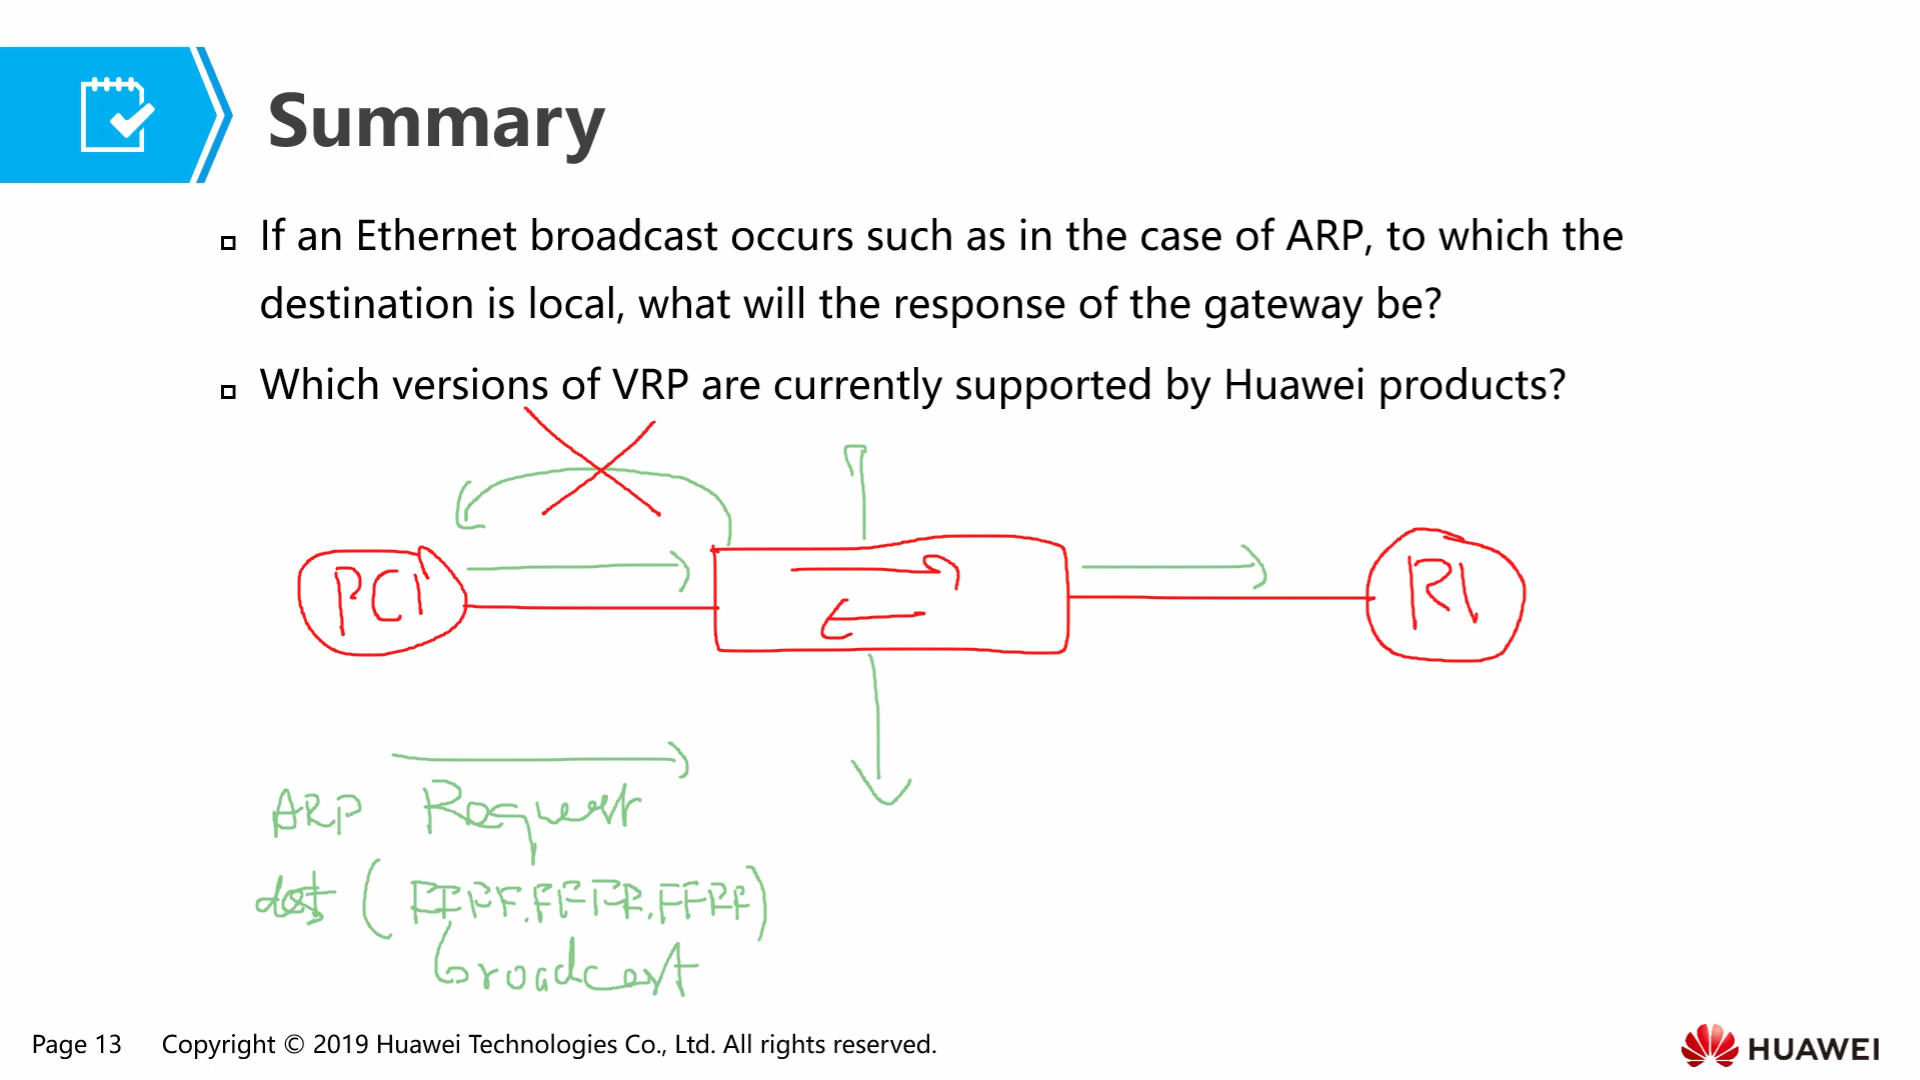 Summary
If an Ethernet broadcast occurs such as in the case of ARP, to which the
destination is local, what will the response of the gateway be?
Which versions of VRP are currently supported by Huawei products?
PC1
R1
ARP Request
dest (FFFF.FFFF.FFFF)
broadcast
Page 13 Copyright © 2019 Huawei Technologies Co., Ltd. All rights reserved.
HUAWEI